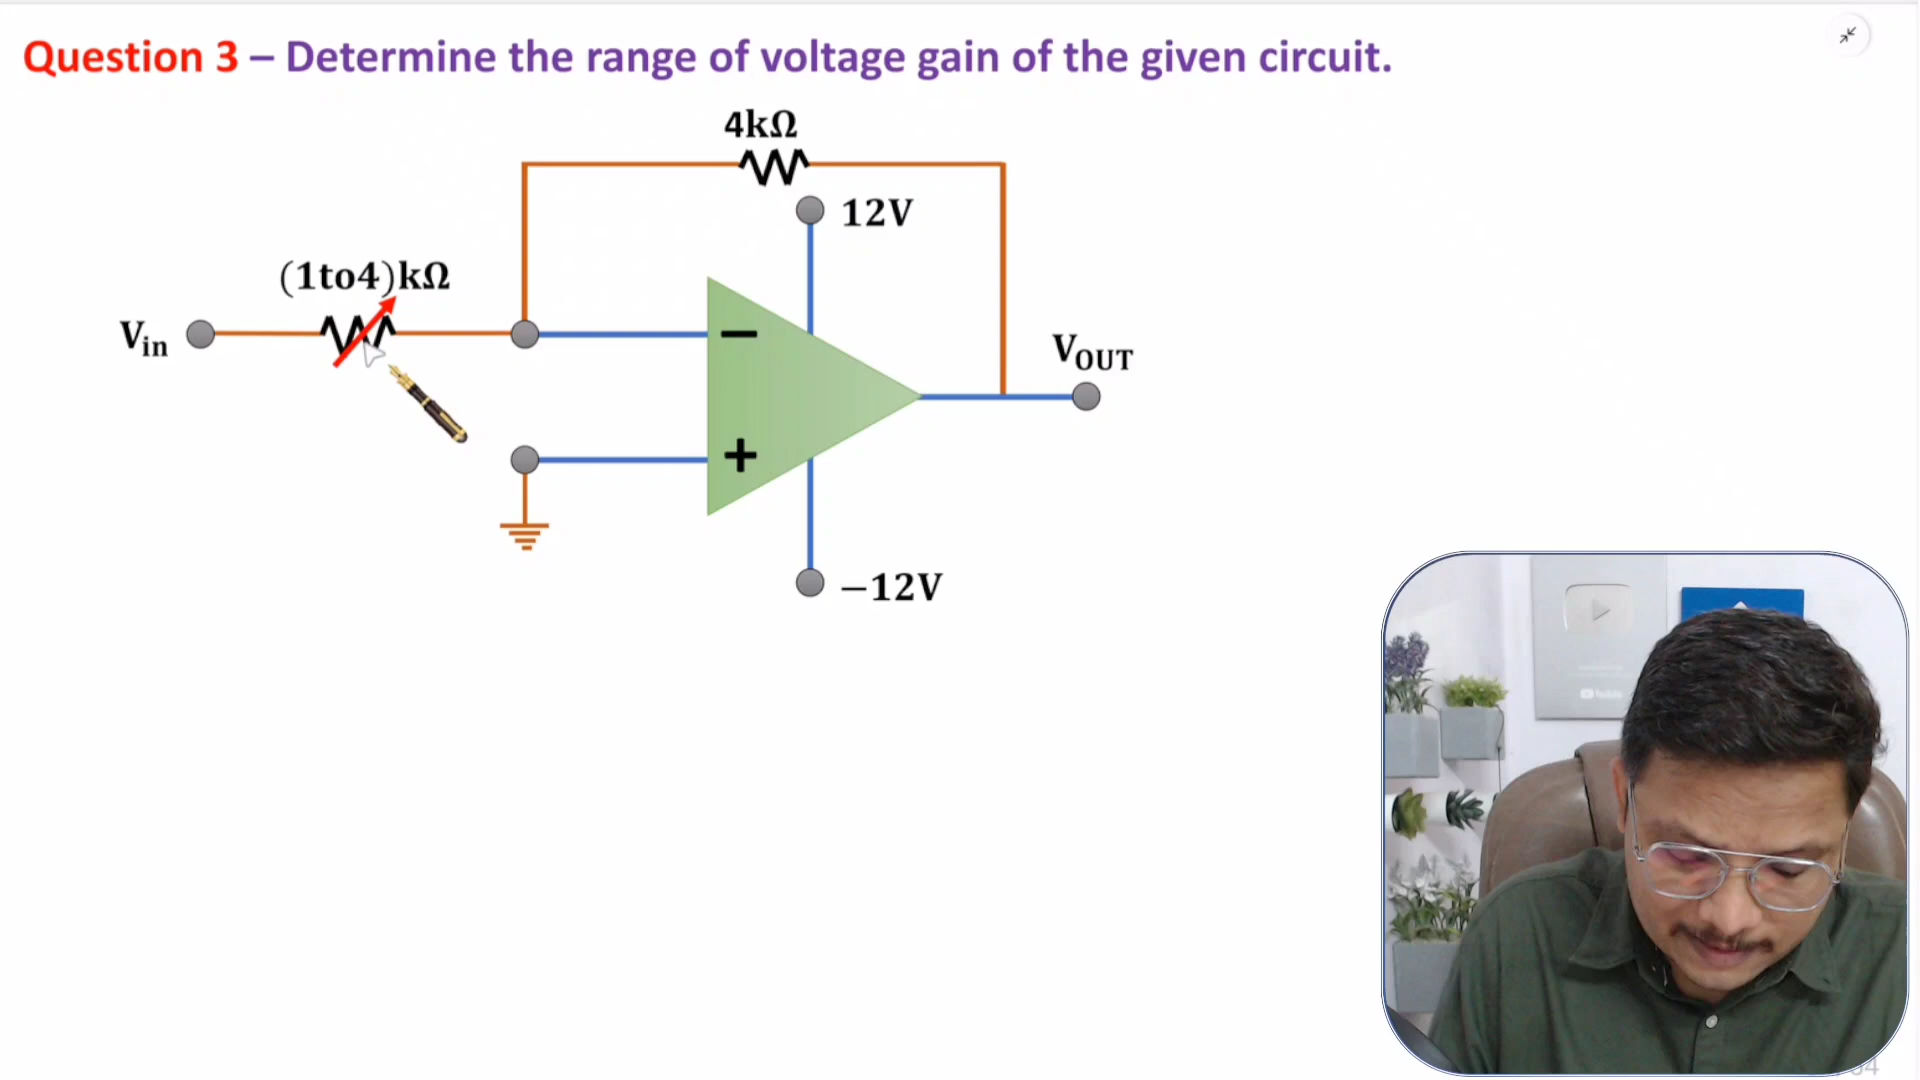 Question 3 – Determine the range of voltage gain of the given circuit.
4kΩ
12V
(1to4)kΩ
−
Vin
VOUT
+
−12V